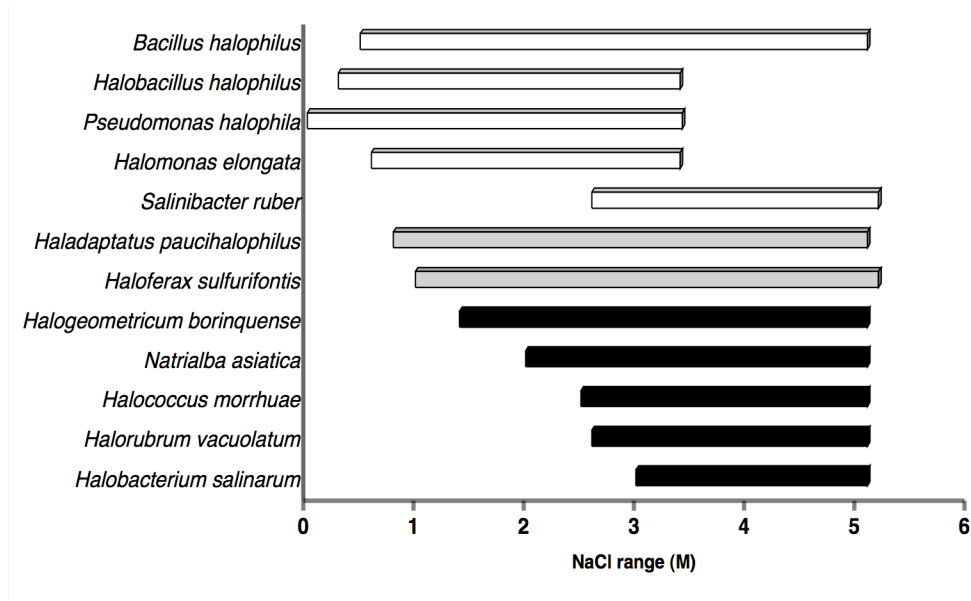 Bacillus halophilus
Halobacillus halophilus
Pseudomonas halophila
Halomonas elongata
Salinibacter ruber
Haladaptatus paucihalophilus
Haloferax sulfurifontis
Halogeometricum borinquense
Natrialba asiatica
Halococcus morrhuae
Halorubrum vacuolatum
Halobacterium salinarum
0 1 2 3 4 5 6
NaCl range (M)